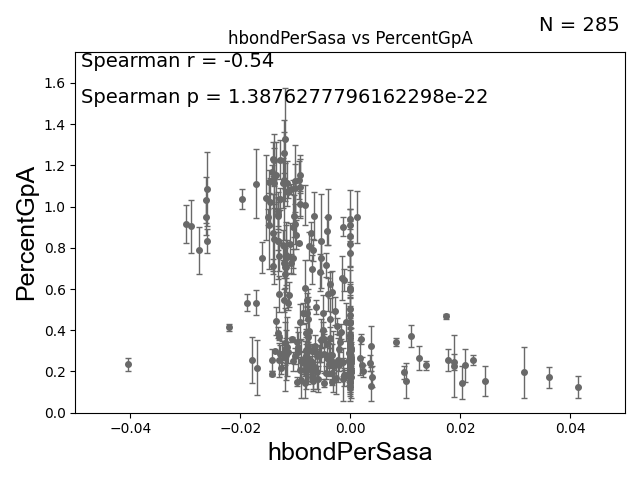 N = 285
hbondPerSasa vs PercentGpA
Spearman r = -0.54
Spearman p = 1.3876277796162298e-22
PercentGpA
1.6
1.4
1.2
1.0
0.8
0.6
0.4
0.2
0.0
−0.04 −0.02 0.00 0.02 0.04
hbondPerSasa